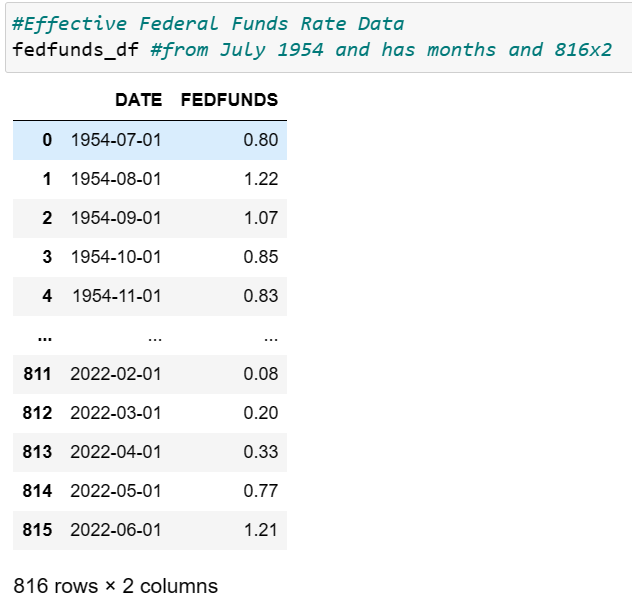 #Effective Federal Funds Rate Data
fedfunds_df #from July 1954 and has months and 816x2
DATE FEDFUNDS
0 1954-07-01 0.80
1 1954-08-01 1.22
2 1954-09-01 1.07
3 1954-10-01 0.85
4 1954-11-01 0.83
... ... ...
811 2022-02-01 0.08
812 2022-03-01 0.20
813 2022-04-01 0.33
814 2022-05-01 0.77
815 2022-06-01 1.21
816 rows × 2 columns